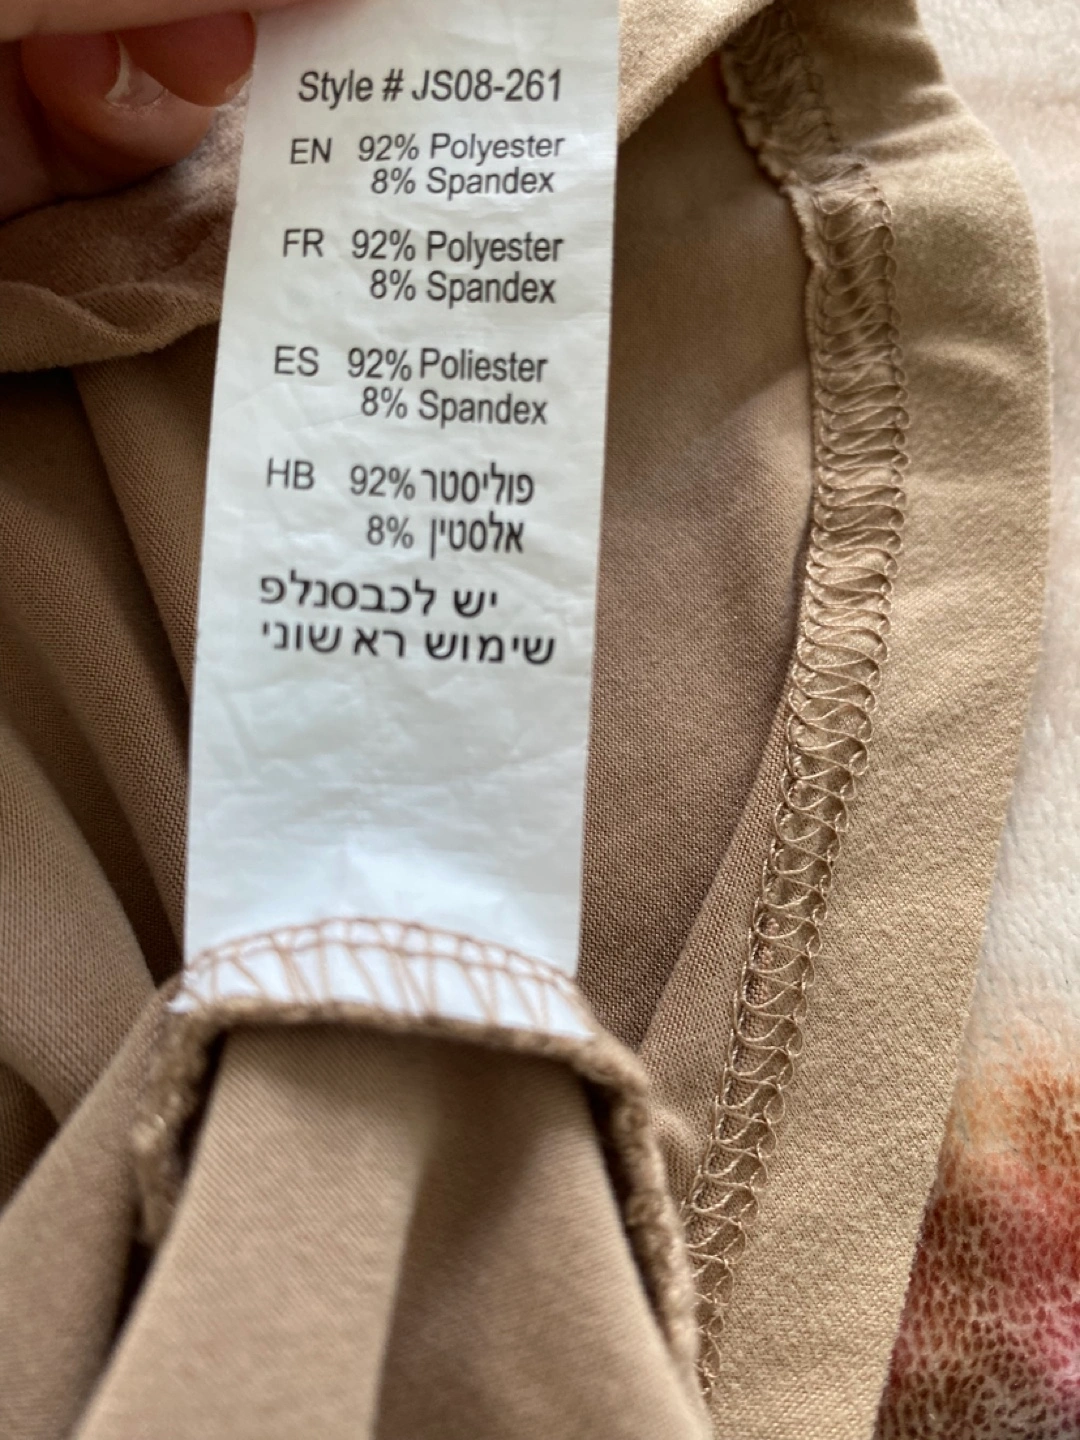 Style # JS08-261
EN 92% Polyester
8% Spandex
FR 92% Polyester
8% Spandex
ES 92% Poliester
8% Spandex
HB 92% פוליסטר
8% אלסטין
יש לכבסנלפ
שימוש רא שוני